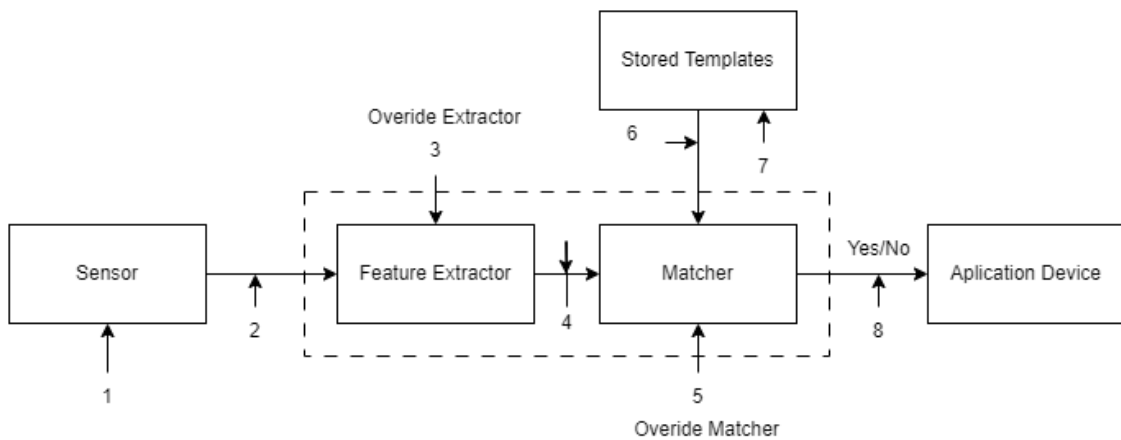 Stored Templates
Overide Extractor
3
6
7
Yes/No
Sensor
Feature Extractor
Matcher
Aplication Device
2
4
8
1
5
Overide Matcher